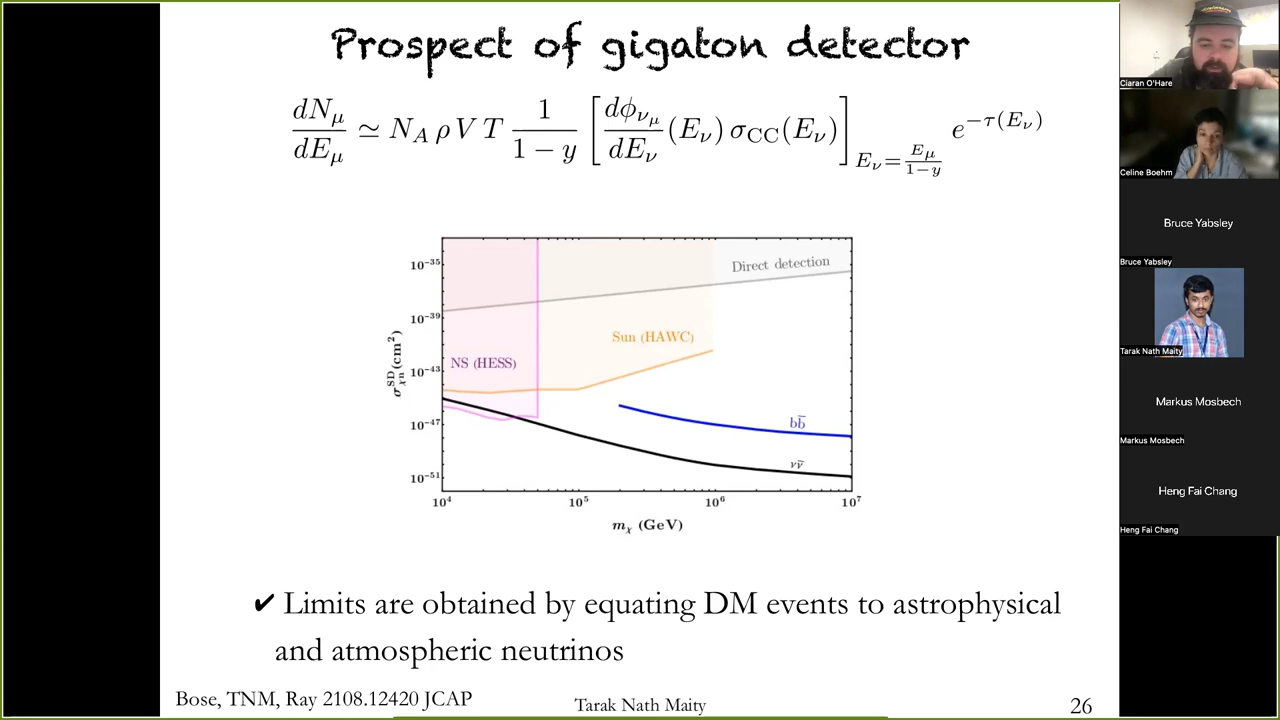 Prospect of gigaton detector
dN_μ/dE_μ ≃ N_A ρ V T 1/(1 − y) [dφ_{ν_μ}/dE_ν (E_ν) σ_CC(E_ν)]_{E_ν = E_μ/(1−y)} e^{−τ(E_ν)}
10^-35
10^-39
10^-43
10^-47
10^-51
σ^SD_χn (cm²)
Direct detection
Sun (HAWC)
NS (HESS)
bb̄
νν̄
10^4 10^5 10^6 10^7
m_χ (GeV)
✔ Limits are obtained by equating DM events to astrophysical
and atmospheric neutrinos
Bose, TNM, Ray 2108.12420 JCAP
Tarak Nath Maity
26
Ciaran O'Hare
Celine Boehm
Bruce Yabsley
Bruce Yabsley
Tarak Nath Maity
Markus Mosbech
Markus Mosbech
Heng Fai Chang
Heng Fai Chang